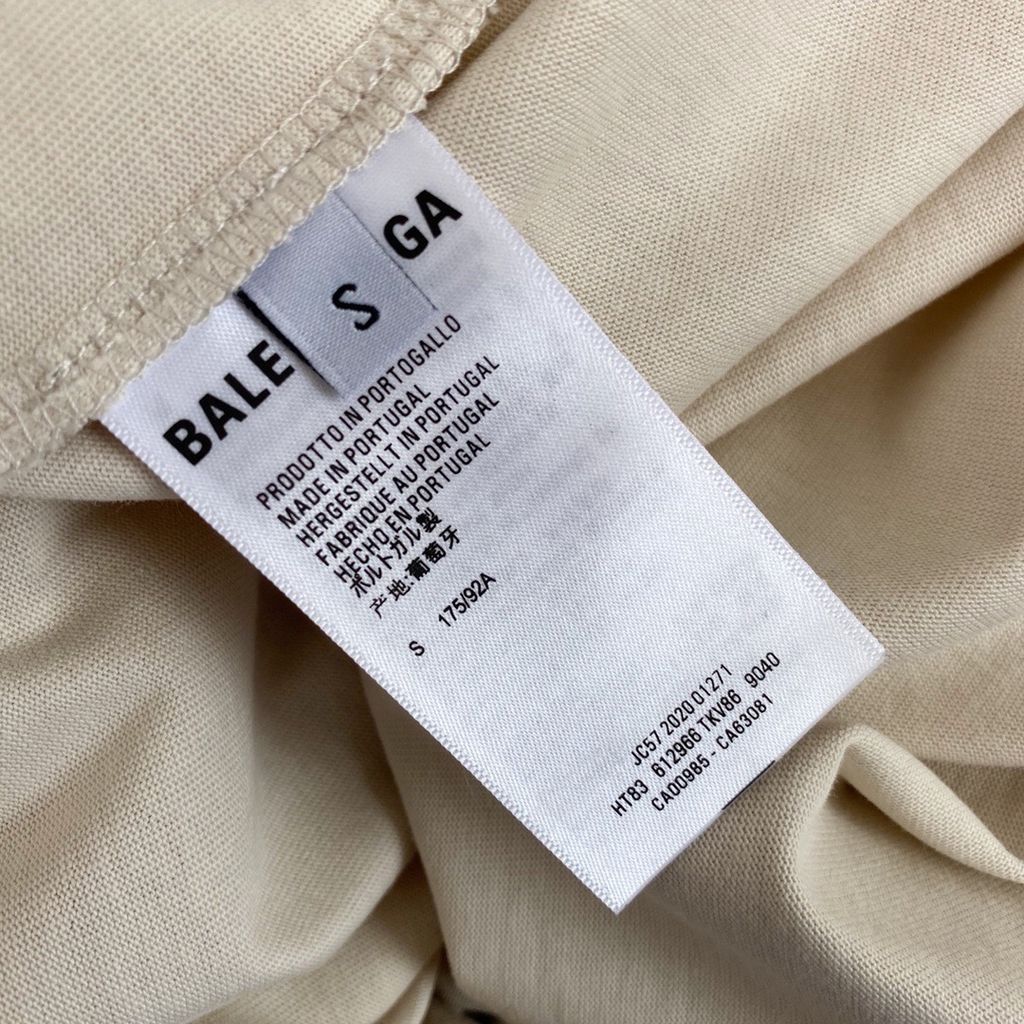 BALE GA
S
PRODOTTO IN PORTOGALLO
MADE IN PORTUGAL
HERGESTELLT IN PORTUGAL
FABRIQUE AU PORTUGAL
HECHO EN PORTUGAL
ポルトガル製
产地:葡萄牙
S 175/92A
JC57 2020 01271
HT83 612966 TKV86 9040
CA00985 - CA63081